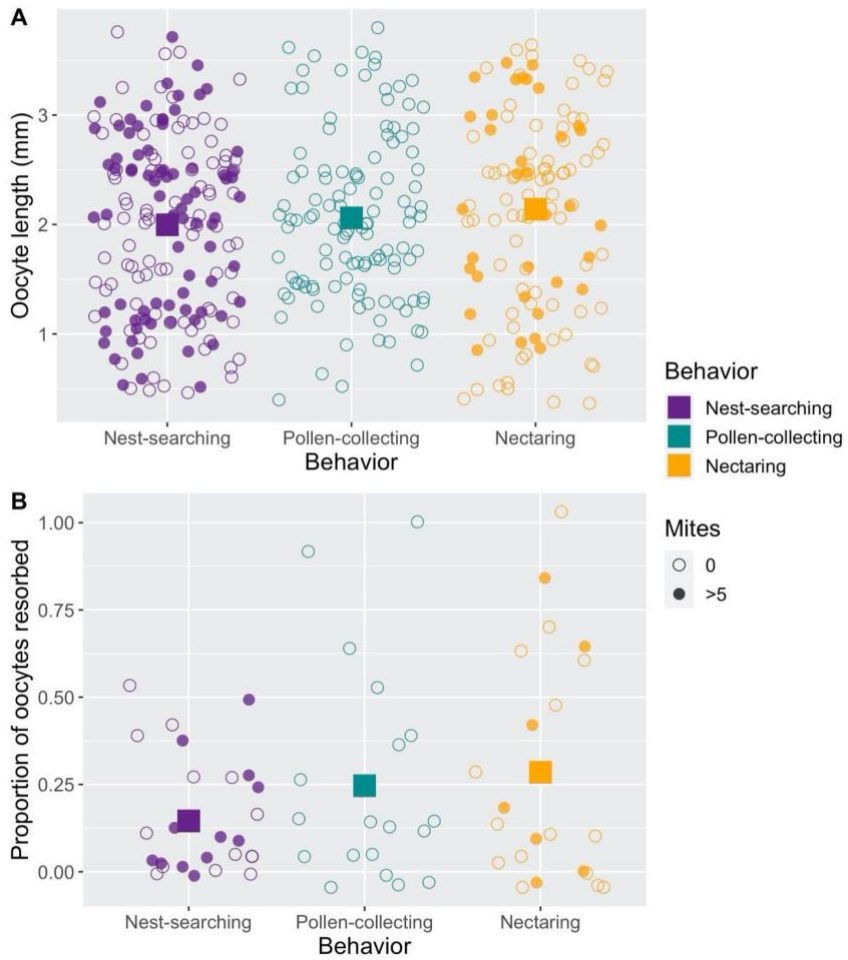 A
Oocyte length (mm)
3
2
1
Nest-searching Pollen-collecting Nectaring
Behavior
Behavior
Nest-searching
Pollen-collecting
Nectaring
Mites
0
>5
B
Proportion of oocytes resorbed
1.00
0.75
0.50
0.25
0.00
Nest-searching Pollen-collecting Nectaring
Behavior